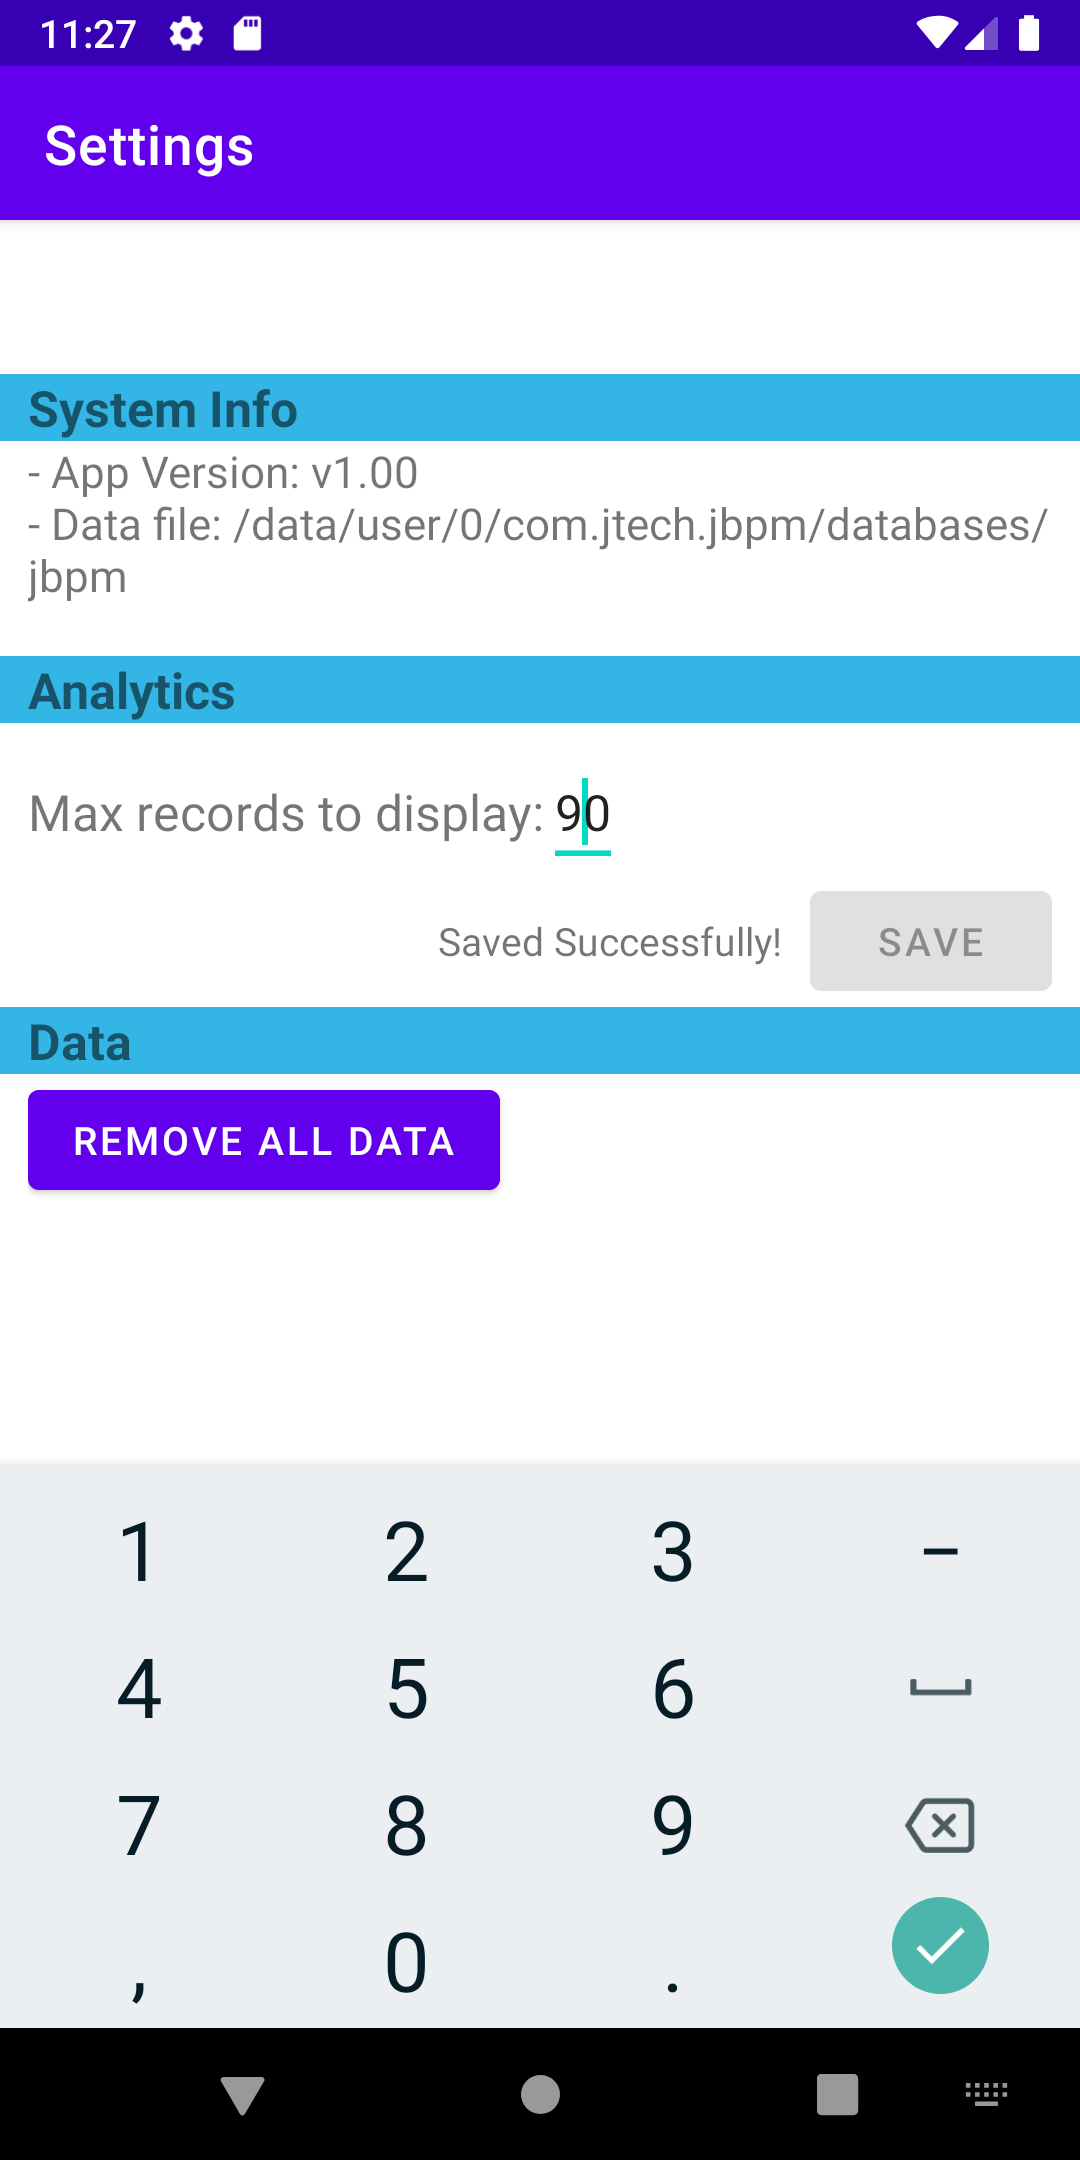 11:27
Settings
System Info
- App Version: v1.00
- Data file: /data/user/0/com.jtech.jbpm/databases/
jbpm
Analytics
Max records to display: 90
Saved Successfully! SAVE
Data
REMOVE ALL DATA
1 2 3 –
4 5 6
7 8 9
, 0 .